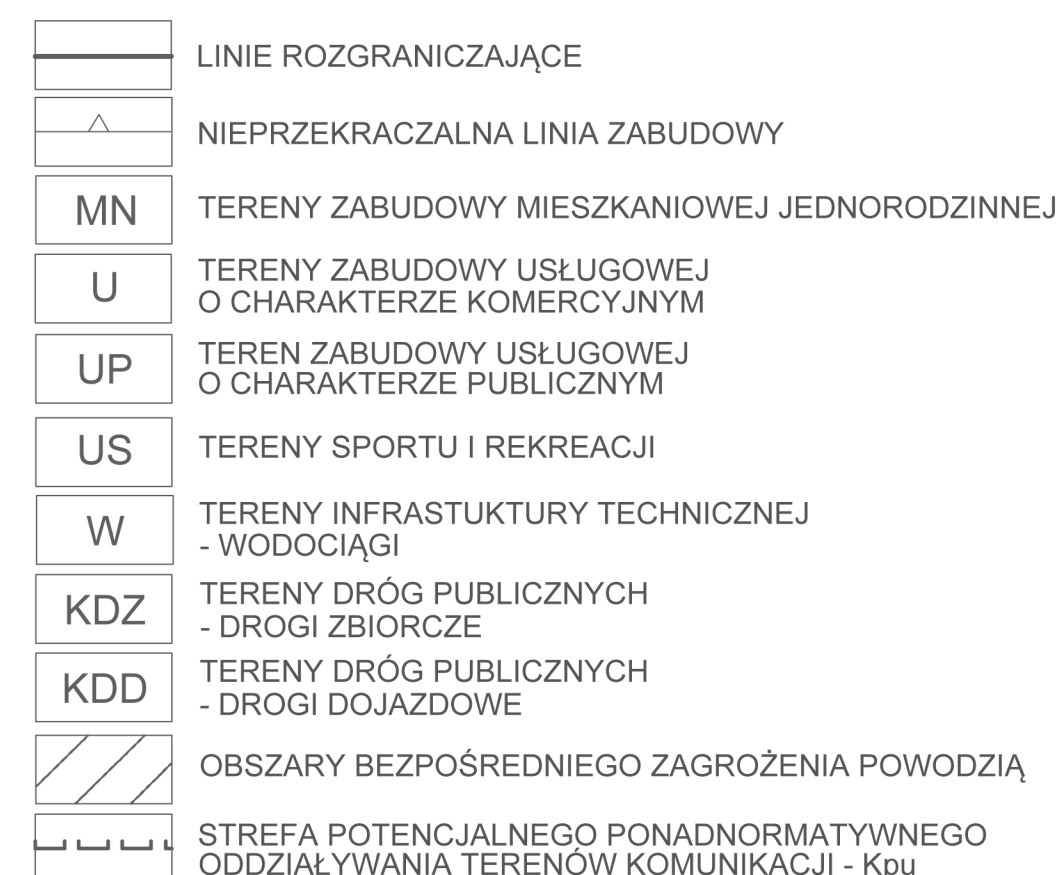 LINIE ROZGRANICZAJĄCE
NIEPRZEKRACZALNA LINIA ZABUDOWY
MN TERENY ZABUDOWY MIESZKANIOWEJ JEDNORODZINNEJ
U TERENY ZABUDOWY USŁUGOWEJ
O CHARAKTERZE KOMERCYJNYM
UP TEREN ZABUDOWY USŁUGOWEJ
O CHARAKTERZE PUBLICZNYM
US TERENY SPORTU I REKREACJI
W TERENY INFRASTUKTURY TECHNICZNEJ
- WODOCIĄGI
KDZ TERENY DRÓG PUBLICZNYCH
- DROGI ZBIORCZE
KDD TERENY DRÓG PUBLICZNYCH
- DROGI DOJAZDOWE
OBSZARY BEZPOŚREDNIEGO ZAGROŻENIA POWODZIĄ
STREFA POTENCJALNEGO PONADNORMATYWNEGO
ODDZIAŁYWANIA TERENÓW KOMUNIKACJI - Kpu